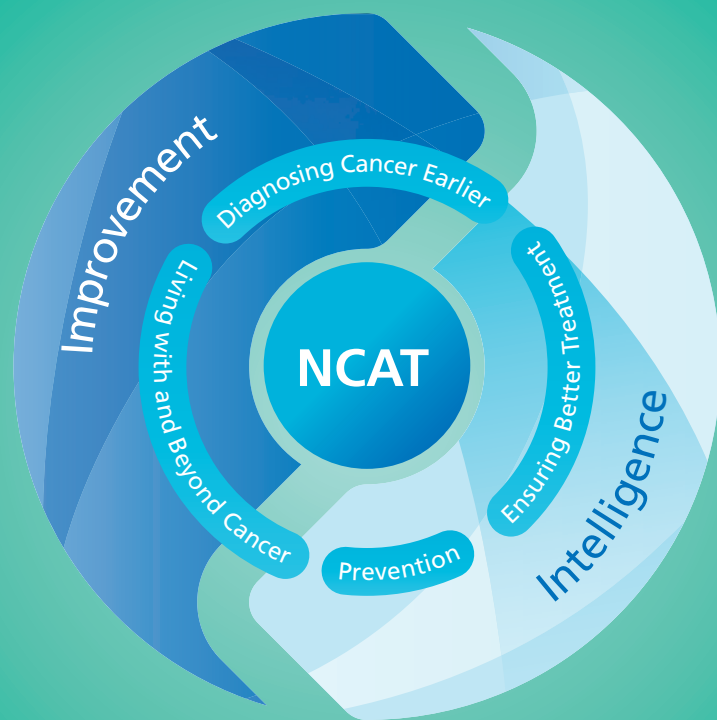 Improvement
Diagnosing Cancer Earlier
Living with and Beyond Cancer
NCAT
Ensuring Better Treatment
Prevention
Intelligence